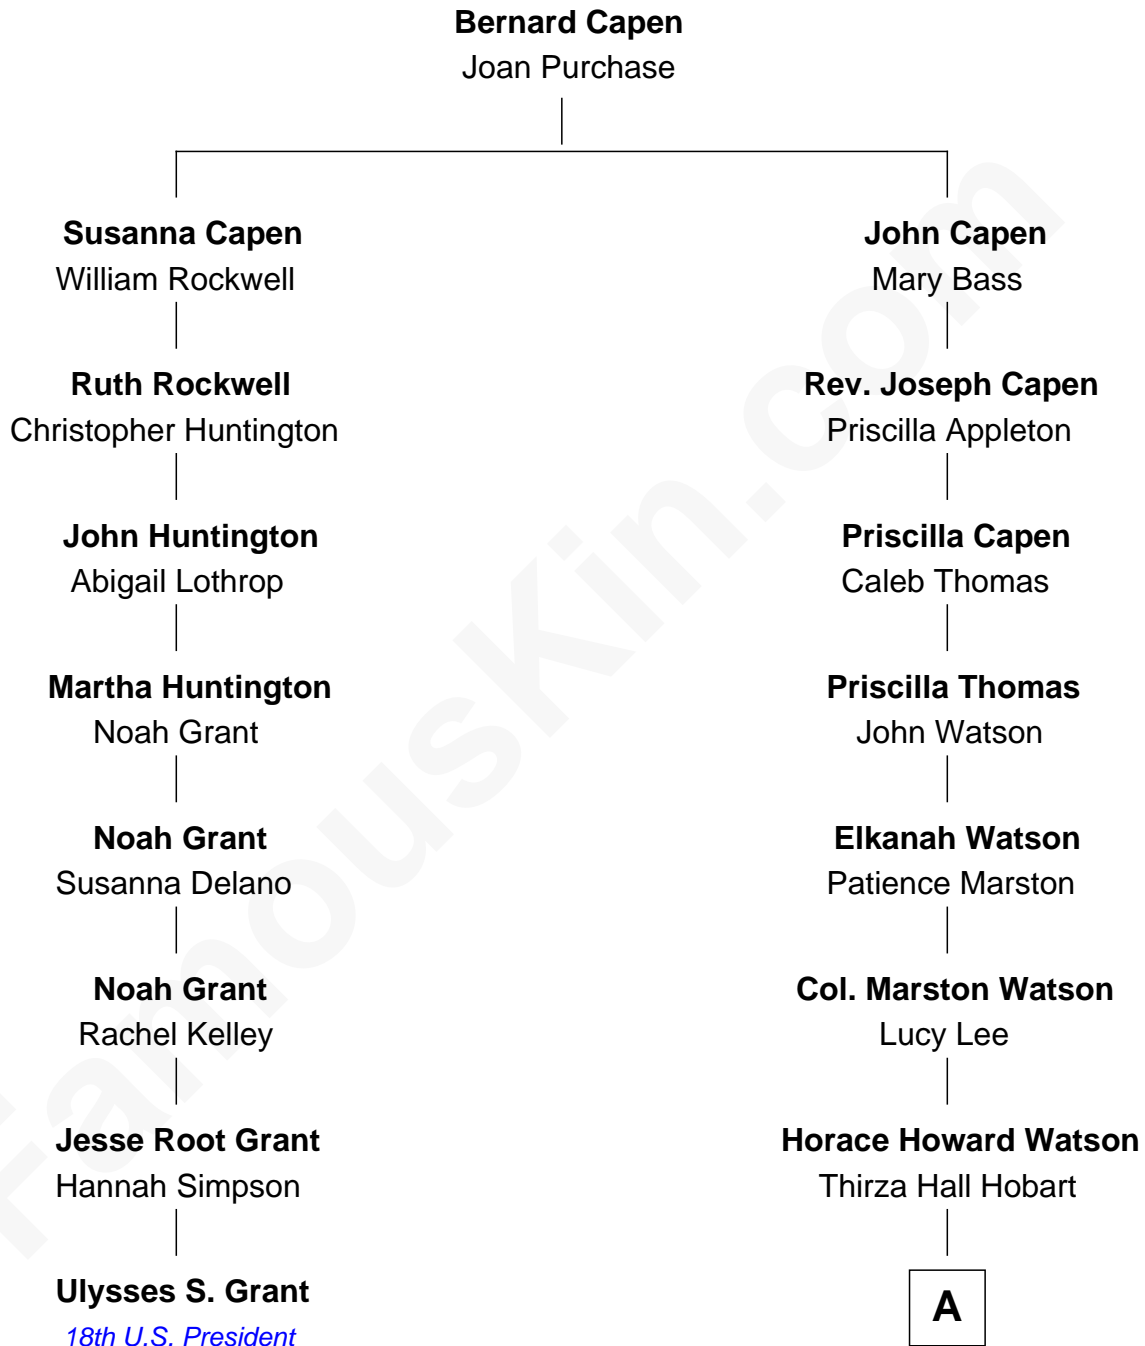 Bernard Capen
Joan Purchase
Susanna Capen
William Rockwell
John Capen
Mary Bass
Ruth Rockwell
Christopher Huntington
Rev. Joseph Capen
Priscilla Appleton
John Huntington
Abigail Lothrop
Priscilla Capen
Caleb Thomas
Martha Huntington
Noah Grant
Priscilla Thomas
John Watson
Noah Grant
Susanna Delano
Elkanah Watson
Patience Marston
Noah Grant
Rachel Kelley
Col. Marston Watson
Lucy Lee
Jesse Root Grant
Hannah Simpson
Horace Howard Watson
Thirza Hall Hobart
Ulysses S. Grant
18th U.S. President
A
FamousKin.com